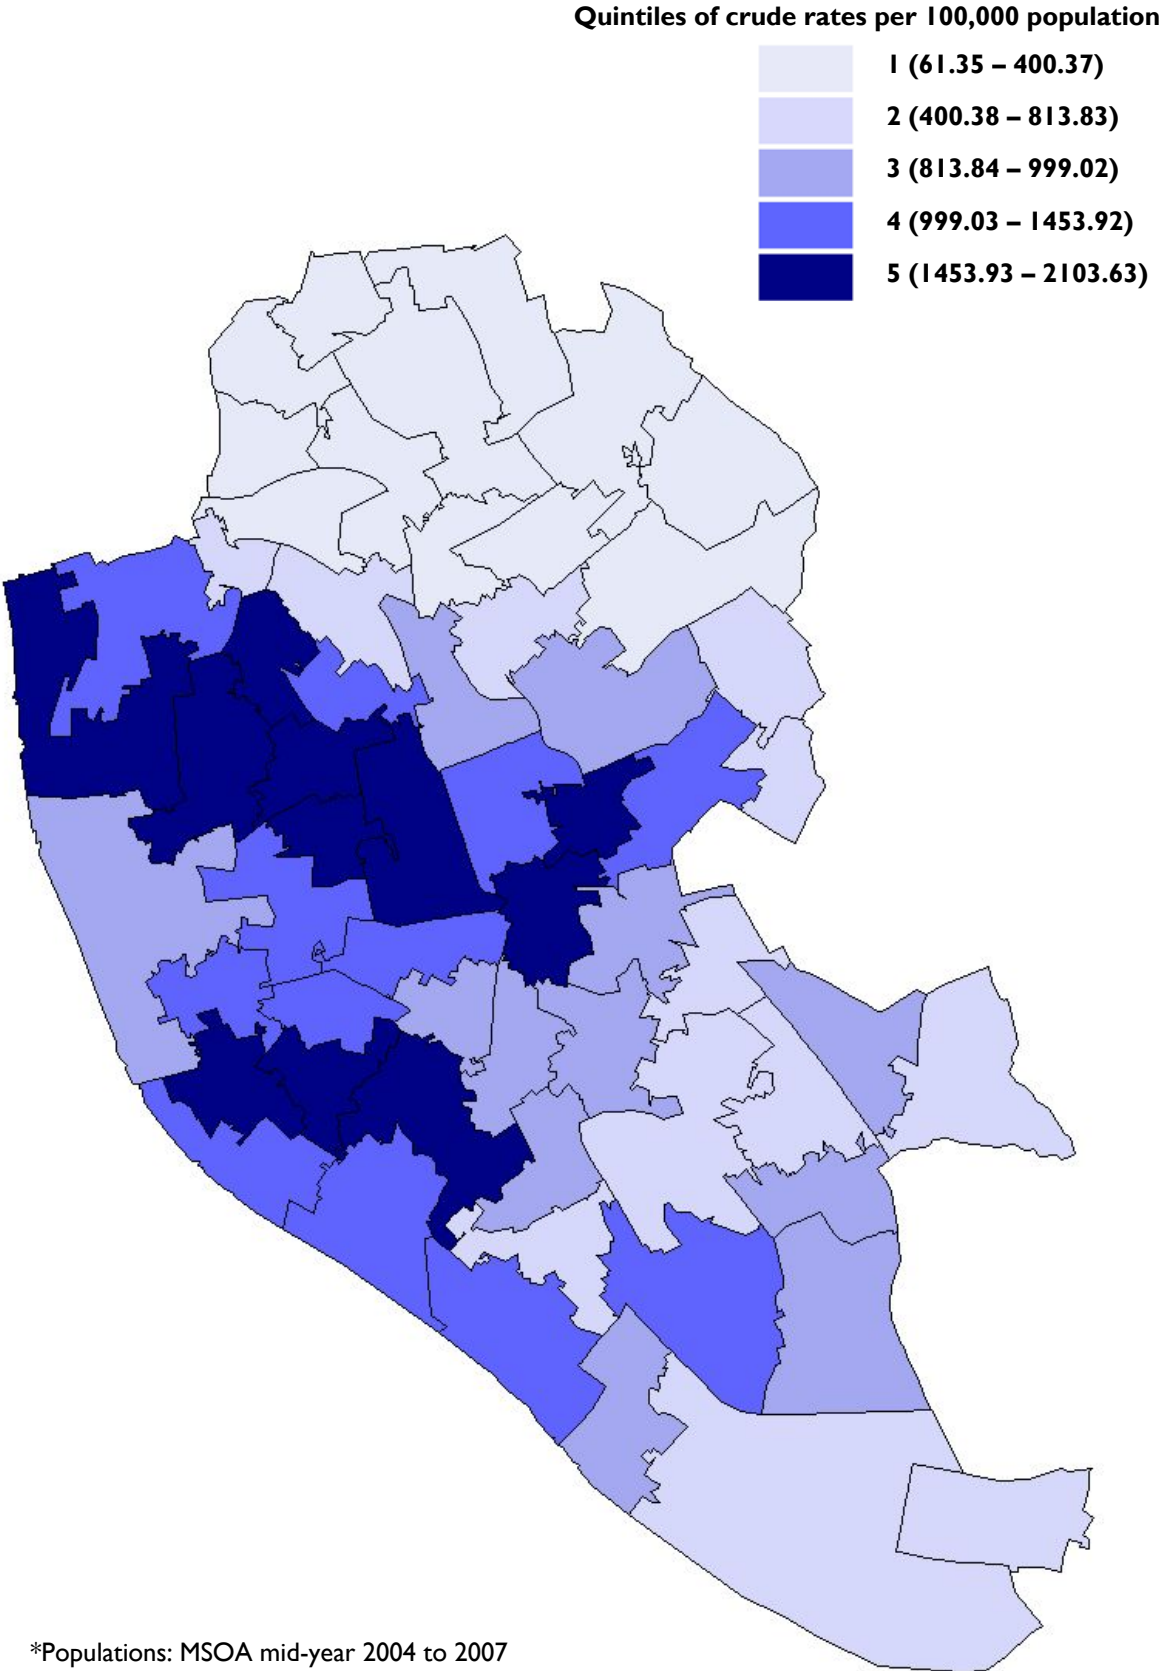 Quintiles of crude rates per 100,000 population
1 (61.35 – 400.37)
2 (400.38 – 813.83)
3 (813.84 – 999.02)
4 (999.03 – 1453.92)
5 (1453.93 – 2103.63)
*Populations: MSOA mid-year 2004 to 2007